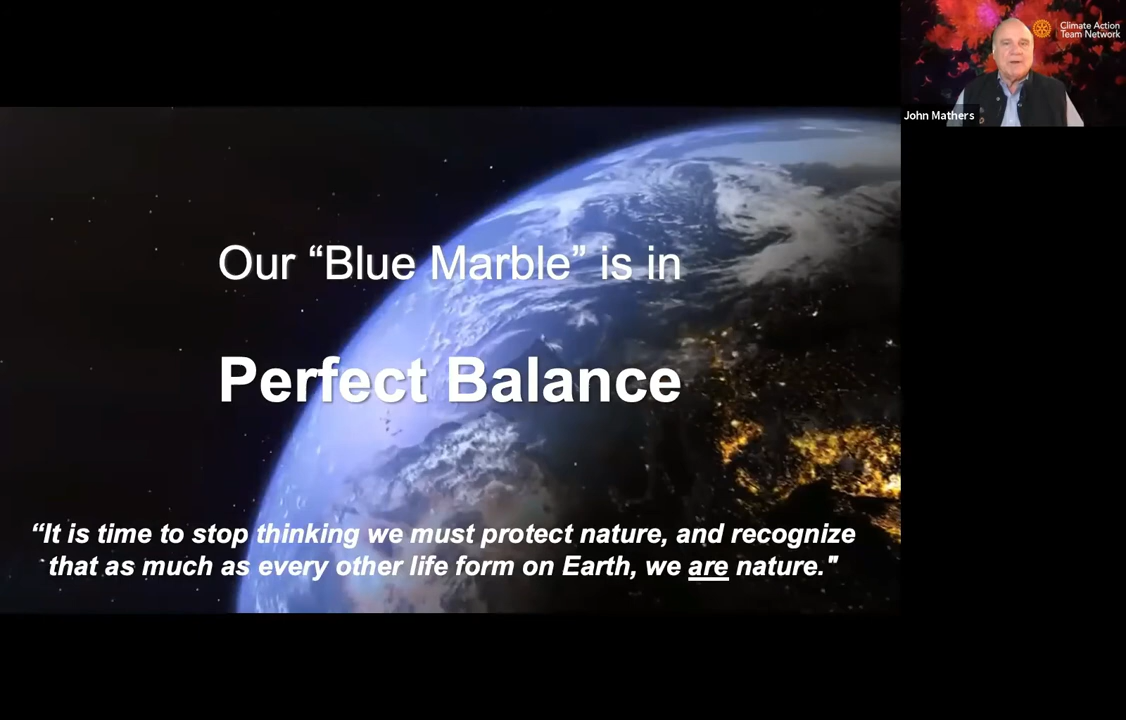 Our “Blue Marble” is in
Perfect Balance
“It is time to stop thinking we must protect nature, and recognize
that as much as every other life form on Earth, we are nature."
Climate Action
Team Network
John Mathers